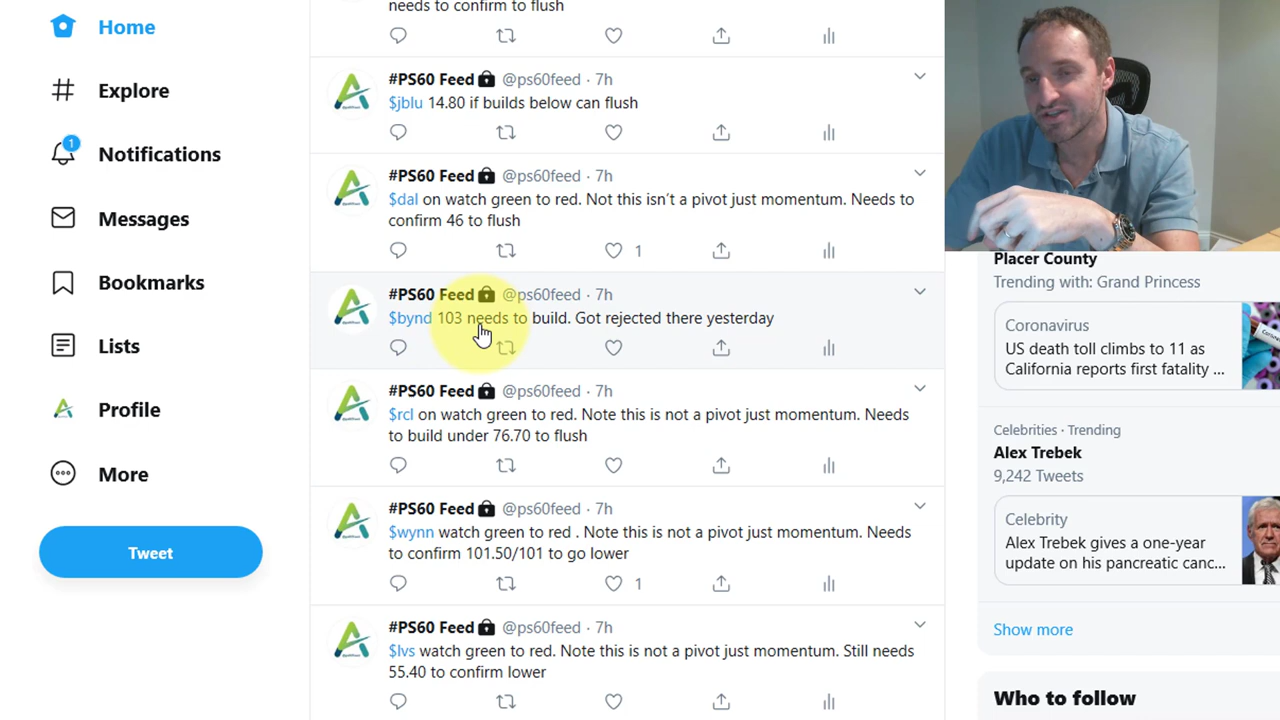 Home
Explore
1
Notifications
Messages
Bookmarks
Lists
Profile
More
Tweet
needs to confirm to flush
#PS60 Feed @ps60feed · 7h
$jblu 14.80 if builds below can flush
#PS60 Feed @ps60feed · 7h
$dal on watch green to red. Not this isn't a pivot just momentum. Needs to
confirm 46 to flush
1
#PS60 Feed @ps60feed · 7h
$bynd 103 needs to build. Got rejected there yesterday
#PS60 Feed @ps60feed · 7h
$rcl on watch green to red. Note this is not a pivot just momentum. Needs
to build under 76.70 to flush
#PS60 Feed @ps60feed · 7h
$wynn watch green to red . Note this is not a pivot just momentum. Needs
to confirm 101.50/101 to go lower
1
#PS60 Feed @ps60feed · 7h
$lvs watch green to red. Note this is not a pivot just momentum. Still needs
55.40 to confirm lower
Placer County
Trending with: Grand Princess
Coronavirus
US death toll climbs to 11 as
California reports first fatality ...
Celebrities · Trending
Alex Trebek
9,242 Tweets
Celebrity
Alex Trebek gives a one-year
update on his pancreatic canc...
Show more
Who to follow